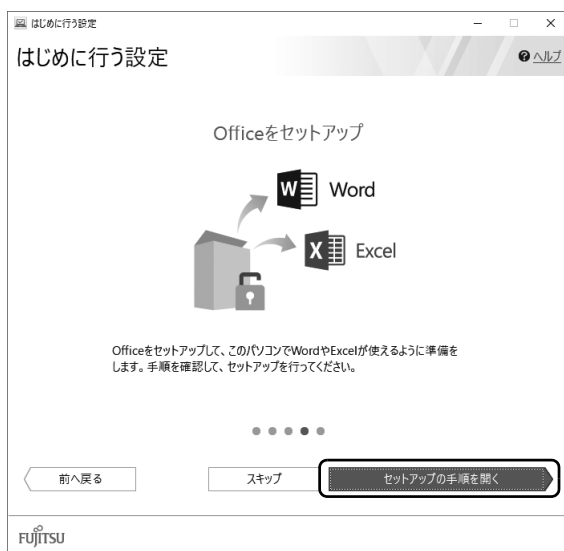 はじめに行う設定
はじめに行う設定
ヘルプ
Officeをセットアップ
Word
Excel
Officeをセットアップして、このパソコンでWordやExcelが使えるように準備を
します。手順を確認して、セットアップを行ってください。
前へ戻る
スキップ
セットアップの手順を開く
FUJITSU